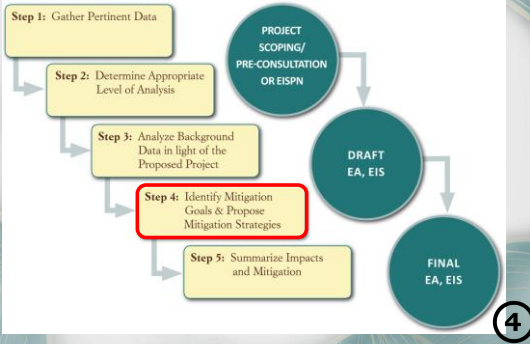 Step 1: Gather Pertinent Data
Step 2: Determine Appropriate
Level of Analysis
Step 3: Analyze Background
Data in light of the
Proposed Project
Step 4: Identify Mitigation
Goals & Propose
Mitigation Strategies
Step 5: Summarize Impacts
and Mitigation
PROJECT
SCOPING/
PRE-CONSULTATION
OR EISPN
DRAFT
EA, EIS
FINAL
EA, EIS
4